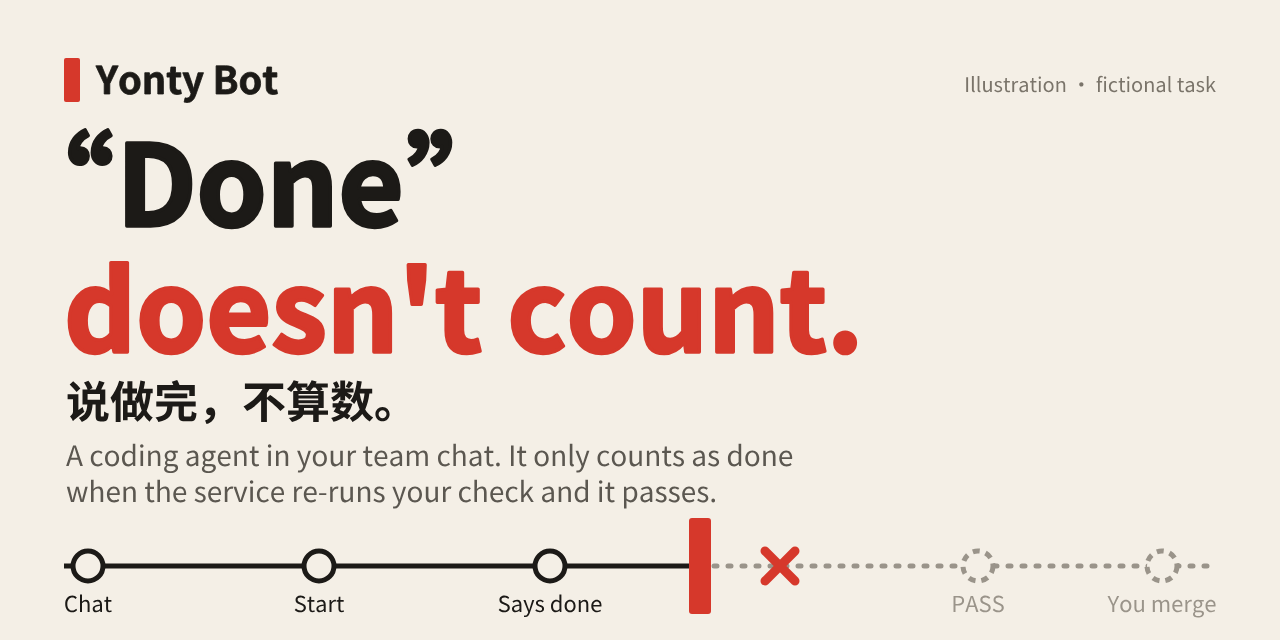 Yonty Bot
Illustration · fictional task
“Done”
doesn't count.
说做完，不算数。
A coding agent in your team chat. It only counts as done
when the service re-runs your check and it passes.
Chat
Start
Says done
PASS
You merge